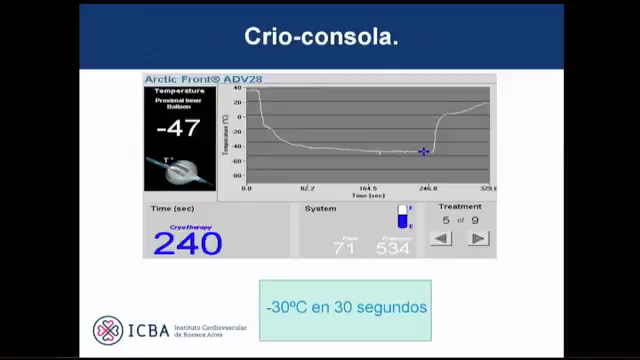 Crio-consola.
Arctic Front® ADV28
Temperature
Proximal Inner
Balloon
-47
T°
Temperature (°C)
40
20
0
-20
-40
-60
-80
0.0
82.2
164.5
246.8
Time (sec)
Time (sec)
CryoTherapy
240
System
F
E
Flow
71
Pressure
534
Treatment
5 of 9
-30ºC en 30 segundos
ICBA
Instituto Cardiovascular
de Buenos Aires